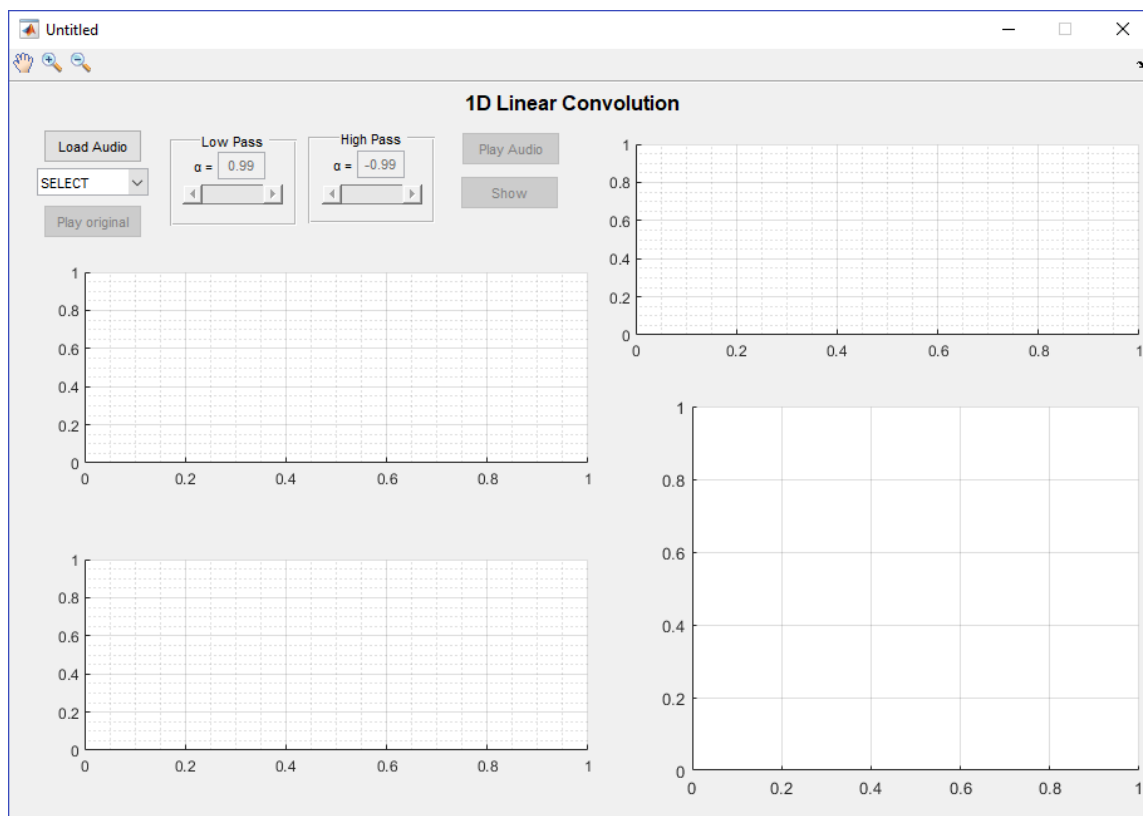 Untitled
1D Linear Convolution
Load Audio
SELECT
Play original
Low Pass
α = 0.99
High Pass
α = -0.99
Play Audio
Show
1
0.8
0.6
0.4
0.2
0
0 0.2 0.4 0.6 0.8 1
1
0.8
0.6
0.4
0.2
0
0 0.2 0.4 0.6 0.8 1
1
0.8
0.6
0.4
0.2
0
0 0.2 0.4 0.6 0.8 1
1
0.8
0.6
0.4
0.2
0
0 0.2 0.4 0.6 0.8 1